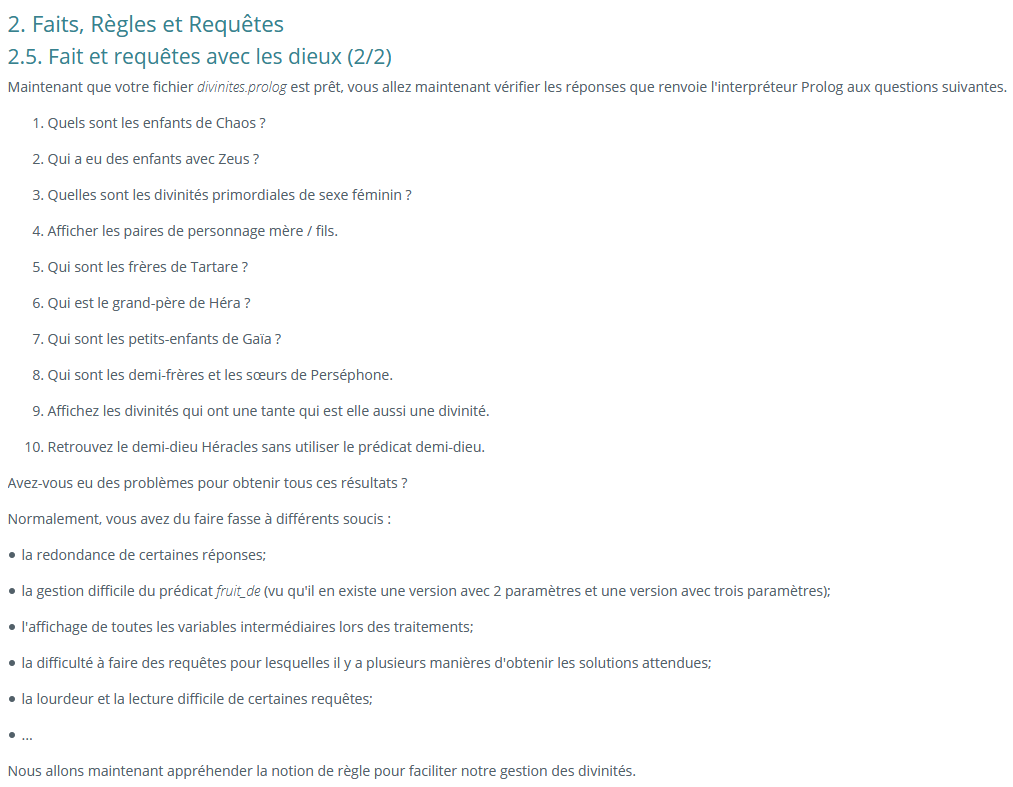 2. Faits, Règles et Requêtes
2.5. Fait et requêtes avec les dieux (2/2)
Maintenant que votre fichier divinites.prolog est prêt, vous allez maintenant vérifier les réponses que renvoie l'interpréteur Prolog aux questions suivantes.
1. Quels sont les enfants de Chaos ?
2. Qui a eu des enfants avec Zeus ?
3. Quelles sont les divinités primordiales de sexe féminin ?
4. Afficher les paires de personnage mère / fils.
5. Qui sont les frères de Tartare ?
6. Qui est le grand-père de Héra ?
7. Qui sont les petits-enfants de Gaïa ?
8. Qui sont les demi-frères et les sœurs de Perséphone.
9. Affichez les divinités qui ont une tante qui est elle aussi une divinité.
10. Retrouvez le demi-dieu Héracles sans utiliser le prédicat demi-dieu.
Avez-vous eu des problèmes pour obtenir tous ces résultats ?
Normalement, vous avez du faire fasse à différents soucis :
• la redondance de certaines réponses;
• la gestion difficile du prédicat fruit_de (vu qu'il en existe une version avec 2 paramètres et une version avec trois paramètres);
• l'affichage de toutes les variables intermédiaires lors des traitements;
• la difficulté à faire des requêtes pour lesquelles il y a plusieurs manières d'obtenir les solutions attendues;
• la lourdeur et la lecture difficile de certaines requêtes;
• ...
Nous allons maintenant appréhender la notion de règle pour faciliter notre gestion des divinités.